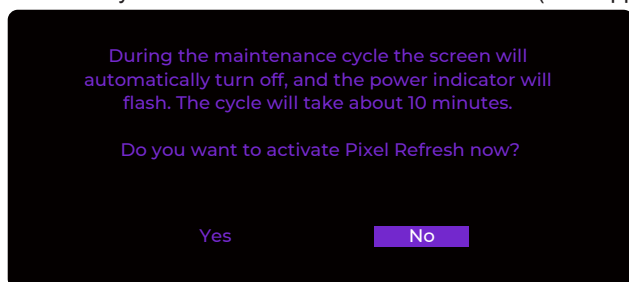 During the maintenance cycle the screen will
automatically turn off, and the power indicator will
flash. The cycle will take about 10 minutes.
Do you want to activate Pixel Refresh now?
Yes No